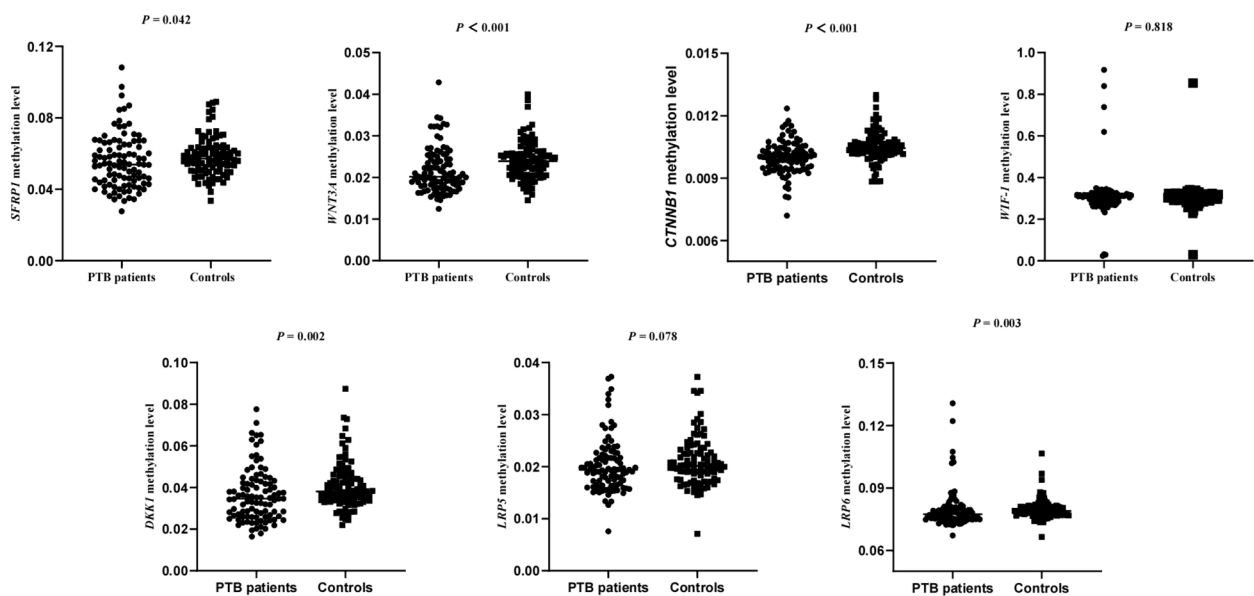 P = 0.042
SFRP1 methylation level
0.12
0.08
0.04
0.00
PTB patients
Controls
P < 0.001
WNT3A methylation level
0.05
0.04
0.03
0.02
0.01
0.00
PTB patients
Controls
P < 0.001
CTNNB1 methylation level
0.015
0.012
0.009
0.006
PTB patients
Controls
P = 0.818
WIF-1 methylation level
1.0
0.8
0.6
0.4
0.2
0.0
PTB patients
Controls
P = 0.002
DKK1 methylation level
0.10
0.08
0.06
0.04
0.02
0.00
PTB patients
Controls
P = 0.078
LRP5 methylation level
0.04
0.03
0.02
0.01
0.00
PTB patients
Controls
P = 0.003
LRP6 methylation level
0.15
0.12
0.09
0.06
PTB patients
Controls